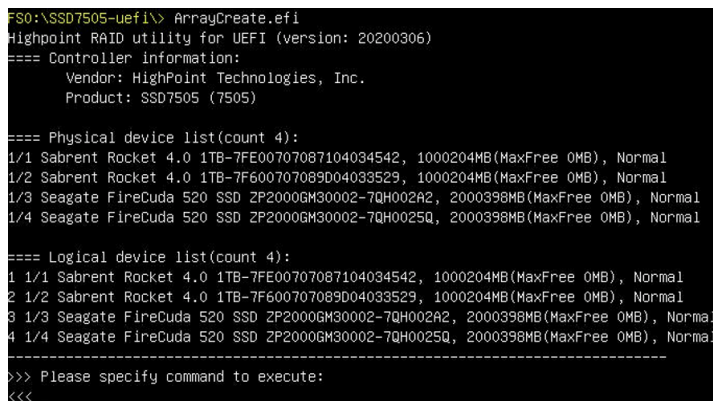 FS0:\SSD7505-uefi\> ArrayCreate.efi
Highpoint RAID utility for UEFI (version: 20200306)
==== Controller information:
Vendor: HighPoint Technologies, Inc.
Product: SSD7505 (7505)
==== Physical device list(count 4):
1/1 Sabrent Rocket 4.0 1TB-7FE00707087104034542, 1000204MB(MaxFree 0MB), Normal
1/2 Sabrent Rocket 4.0 1TB-7F600707089D04033529, 1000204MB(MaxFree 0MB), Normal
1/3 Seagate FireCuda 520 SSD ZP2000GM30002-7QH002A2, 2000398MB(MaxFree 0MB), Normal
1/4 Seagate FireCuda 520 SSD ZP2000GM30002-7QH0025Q, 2000398MB(MaxFree 0MB), Normal
==== Logical device list(count 4):
1 1/1 Sabrent Rocket 4.0 1TB-7FE00707087104034542, 1000204MB(MaxFree 0MB), Normal
2 1/2 Sabrent Rocket 4.0 1TB-7F600707089D04033529, 1000204MB(MaxFree 0MB), Normal
3 1/3 Seagate FireCuda 520 SSD ZP2000GM30002-7QH002A2, 2000398MB(MaxFree 0MB), Normal
4 1/4 Seagate FireCuda 520 SSD ZP2000GM30002-7QH0025Q, 2000398MB(MaxFree 0MB), Normal
--------------------------------------------------------------------------------
>>> Please specify command to execute:
<<<